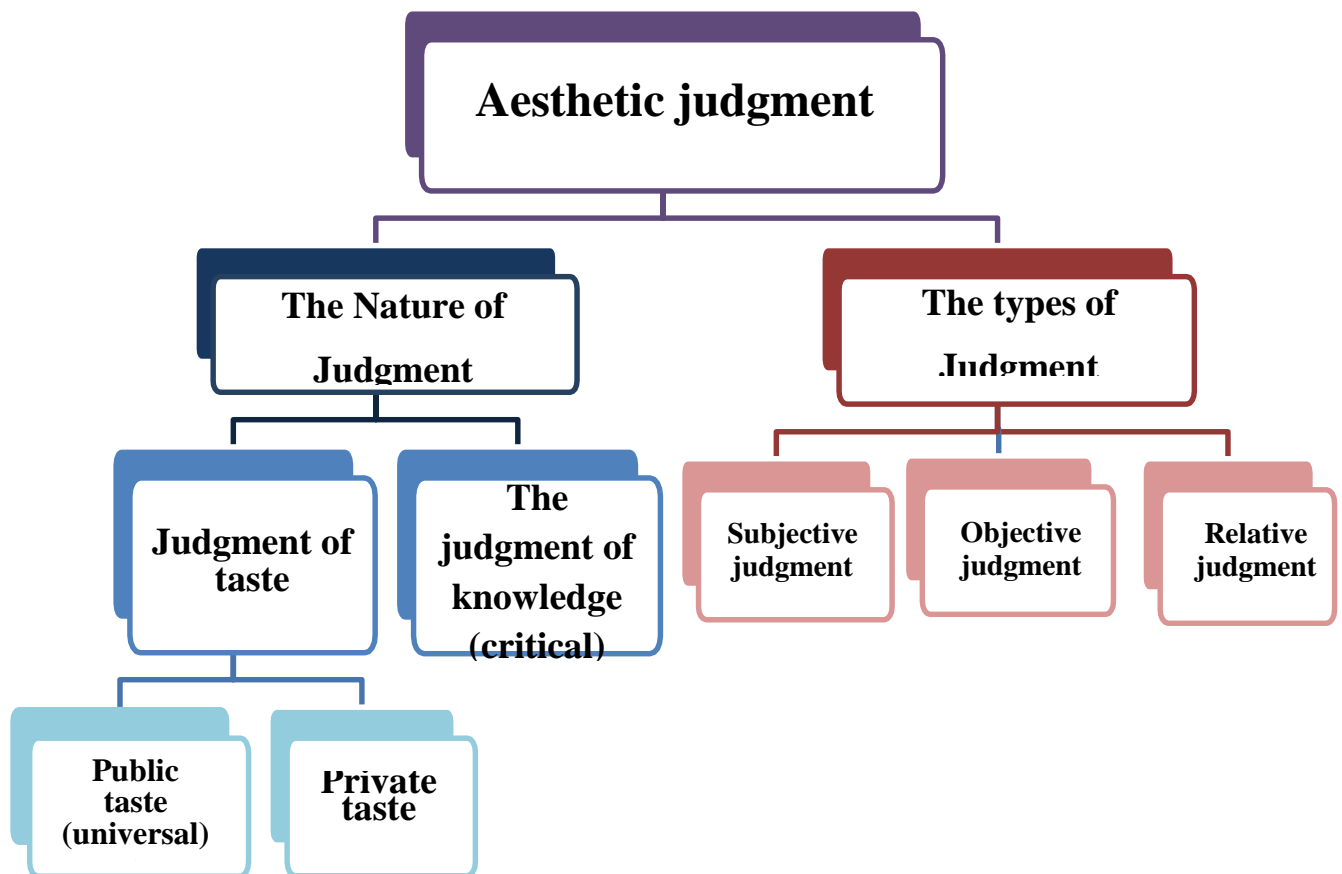 Aesthetic judgment
The Nature of
Judgment
The types of
Judgment
Judgment of
taste
The
judgment of
knowledge
(critical)
Subjective
judgment
Objective
judgment
Relative
judgment
Public
taste
(universal)
Private
taste